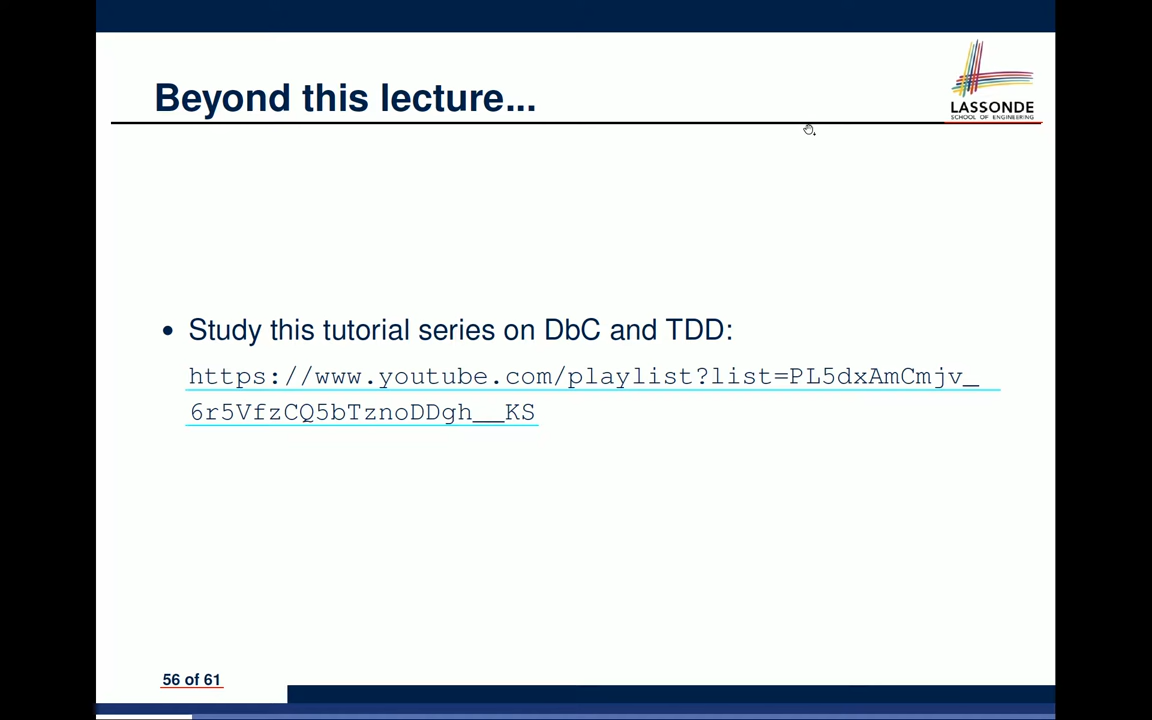 Beyond this lecture...
LASSONDE
SCHOOL OF ENGINEERING
• Study this tutorial series on DbC and TDD:
https://www.youtube.com/playlist?list=PL5dxAmCmjv_
6r5VfzCQ5bTznoDDgh__KS
56 of 61